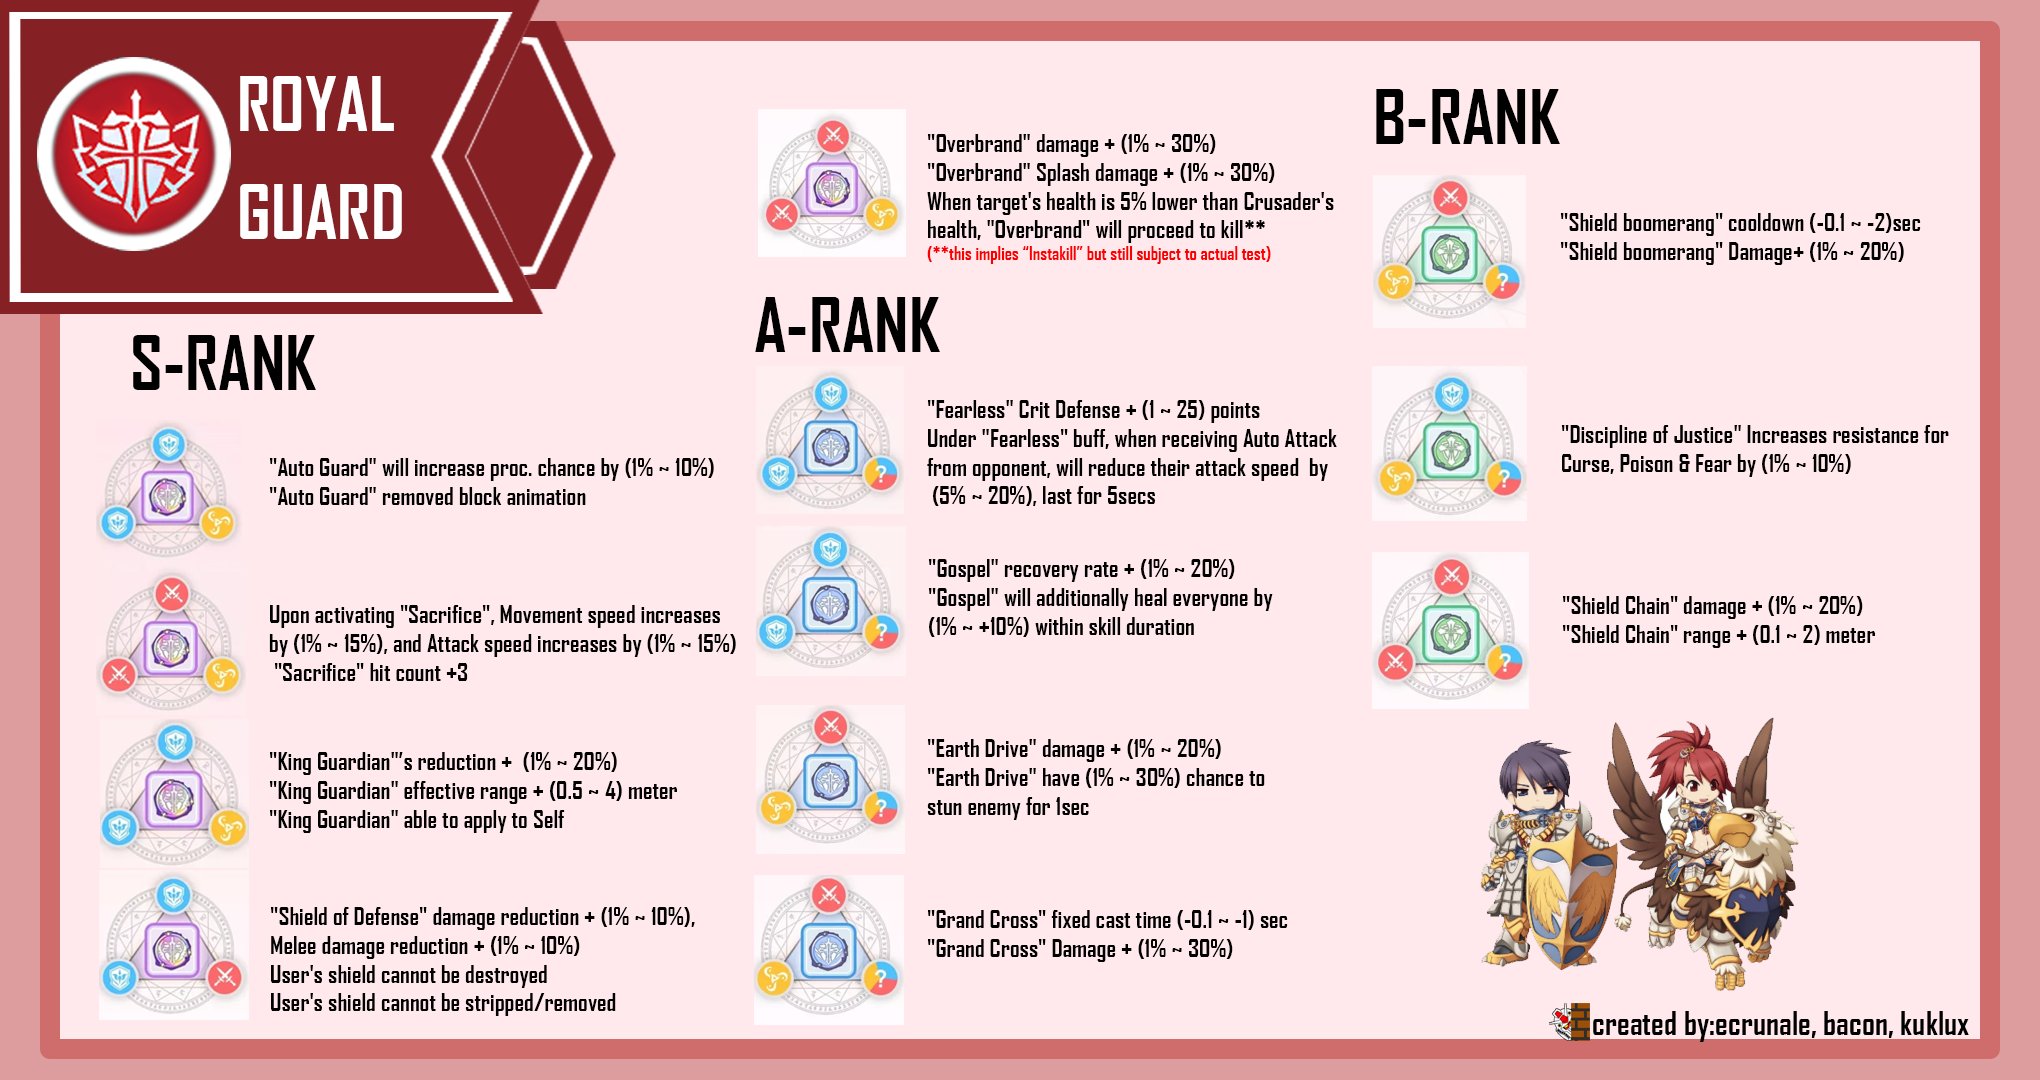 ROYAL
GUARD
S-RANK
"Auto Guard" will increase proc. chance by (1% ~ 10%)
"Auto Guard" removed block animation
Upon activating "Sacrifice", Movement speed increases
by (1% ~ 15%), and Attack speed increases by (1% ~ 15%)
"Sacrifice" hit count +3
"King Guardian"'s reduction + (1% ~ 20%)
"King Guardian" effective range + (0.5 ~ 4) meter
"King Guardian" able to apply to Self
"Shield of Defense" damage reduction + (1% ~ 10%),
Melee damage reduction + (1% ~ 10%)
User's shield cannot be destroyed
User's shield cannot be stripped/removed
"Overbrand" damage + (1% ~ 30%)
"Overbrand" Splash damage + (1% ~ 30%)
When target's health is 5% lower than Crusader's
health, "Overbrand" will proceed to kill**
(**this implies “Instakill” but still subject to actual test)
A-RANK
"Fearless" Crit Defense + (1 ~ 25) points
Under "Fearless" buff, when receiving Auto Attack
from opponent, will reduce their attack speed by
(5% ~ 20%), last for 5secs
"Gospel" recovery rate + (1% ~ 20%)
"Gospel" will additionally heal everyone by
(1% ~ +10%) within skill duration
"Earth Drive" damage + (1% ~ 20%)
"Earth Drive" have (1% ~ 30%) chance to
stun enemy for 1sec
"Grand Cross" fixed cast time (-0.1 ~ -1) sec
"Grand Cross" Damage + (1% ~ 30%)
B-RANK
"Shield boomerang" cooldown (-0.1 ~ -2)sec
"Shield boomerang" Damage+ (1% ~ 20%)
"Discipline of Justice" Increases resistance for
Curse, Poison & Fear by (1% ~ 10%)
"Shield Chain" damage + (1% ~ 20%)
"Shield Chain" range + (0.1 ~ 2) meter
created by:ecrunale, bacon, kuklux